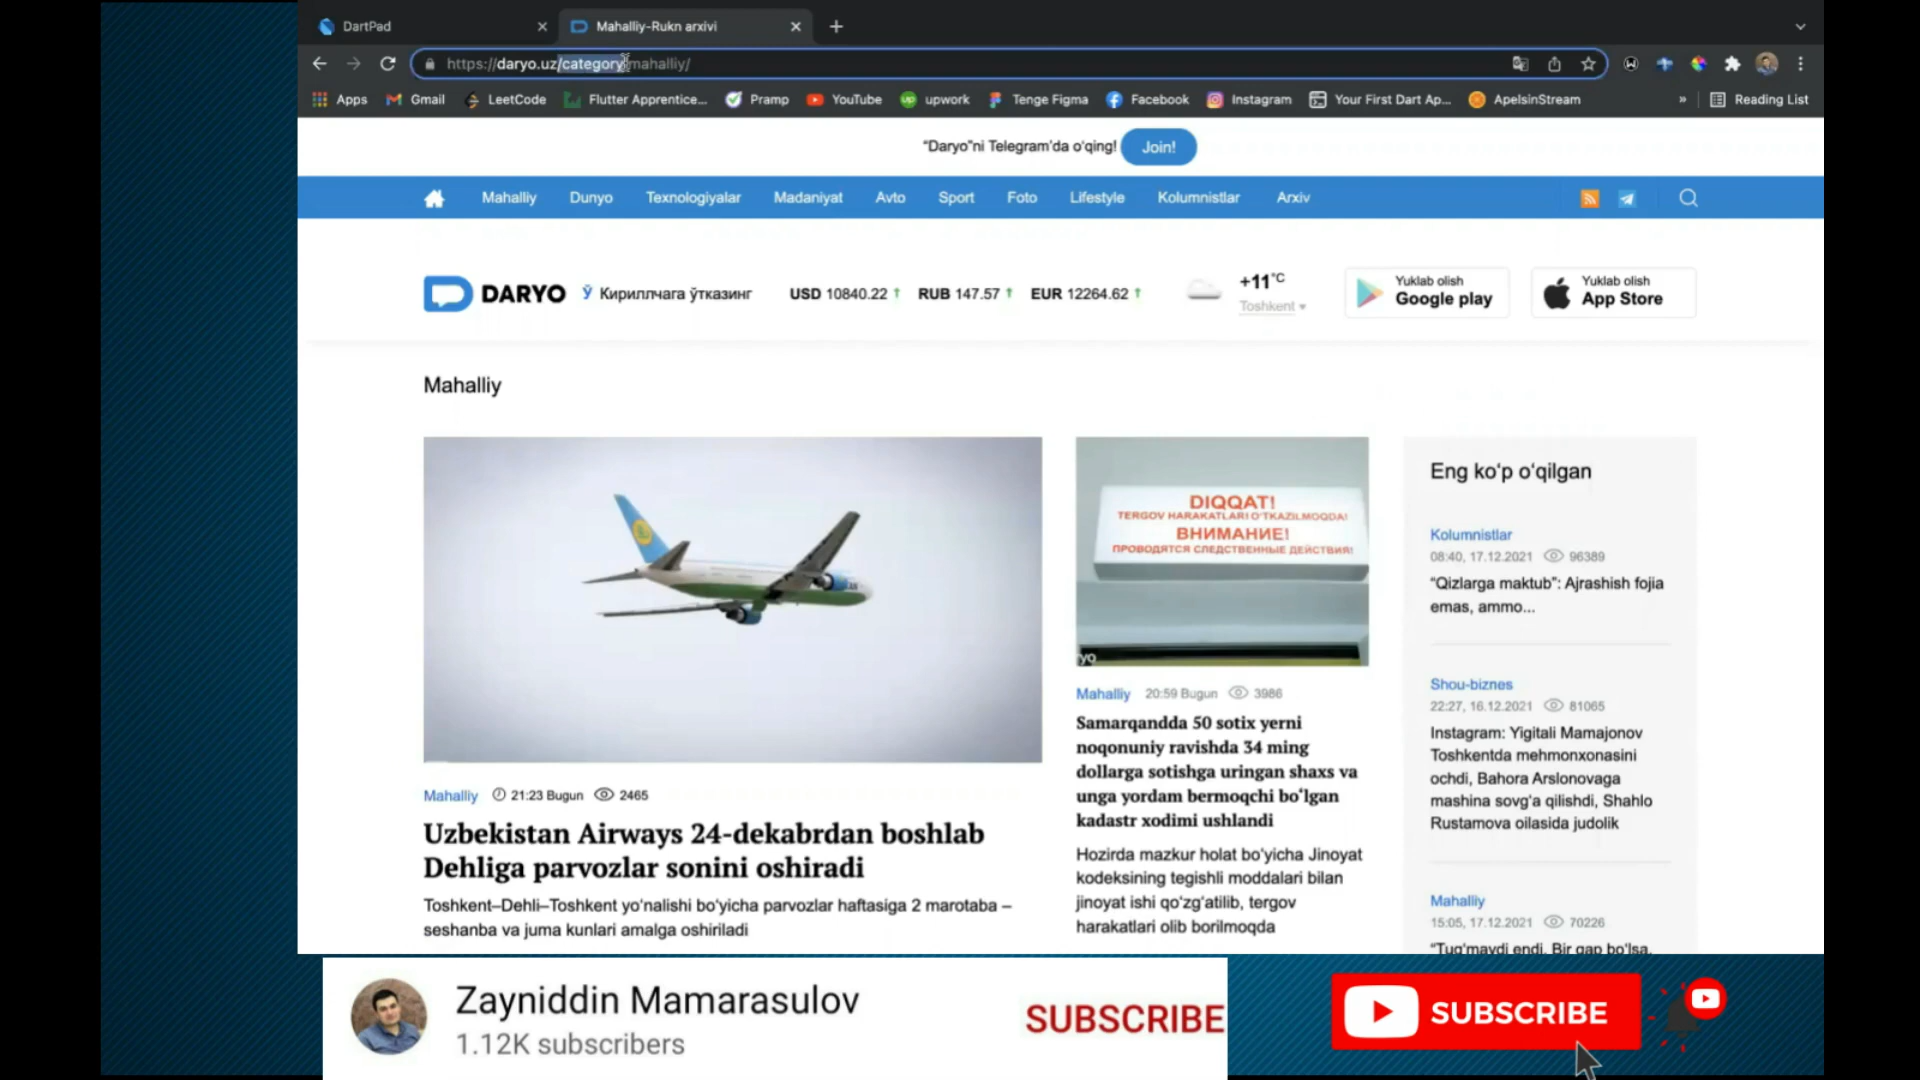 DartPad
Mahalliy-Rukn arxivi
https://daryo.uz/category/mahalliy/
Apps
Gmail
LeetCode
Flutter Apprentice...
Pramp
YouTube
upwork
Tenge Figma
Facebook
Instagram
Your First Dart Ap...
ApelsinStream
»
Reading List
“Daryo”ni Telegram’da o‘qing!
Join!
Mahalliy
Dunyo
Texnologiyalar
Madaniyat
Avto
Sport
Foto
Lifestyle
Kolumnistlar
Arxiv
DARYO
Ў Кириллчага ўтказинг
USD 10840.22 ↑
RUB 147.57 ↑
EUR 12264.62 ↑
+11°C
Toshkent
Yuklab olish
Google play
Yuklab olish
App Store
Mahalliy
Mahalliy 21:23 Bugun 2465
Uzbekistan Airways 24-dekabrdan boshlab
Dehliga parvozlar sonini oshiradi
Toshkent–Dehli–Toshkent yo‘nalishi bo‘yicha parvozlar haftasiga 2 marotaba –
seshanba va juma kunlari amalga oshiriladi
DIQQAT!
TERGOV HARAKATLARI O‘TKAZILMOQDA!
ВНИМАНИЕ!
ПРОВОДЯТСЯ СЛЕДСТВЕННЫЕ ДЕЙСТВИЯ!
yo
Mahalliy 20:59 Bugun 3986
Samarqandda 50 sotix yerni
noqonuniy ravishda 34 ming
dollarga sotishga uringan shaxs va
unga yordam bermoqchi bo‘lgan
kadastr xodimi ushlandi
Hozirda mazkur holat bo‘yicha Jinoyat
kodeksining tegishli moddalari bilan
jinoyat ishi qo‘zg‘atilib, tergov
harakatlari olib borilmoqda
Eng ko‘p o‘qilgan
Kolumnistlar
08:40, 17.12.2021 96389
“Qizlarga maktub”: Ajrashish fojia
emas, ammo...
Shou-biznes
22:27, 16.12.2021 81065
Instagram: Yigitali Mamajonov
Toshkentda mehmonxonasini
ochdi, Bahora Arslonovaga
mashina sovg‘a qilishdi, Shahlo
Rustamova oilasida judolik
Mahalliy
15:05, 17.12.2021 70226
“Tug‘maydi endi. Bir gap bo‘lsa,
Zayniddin Mamarasulov
1.12K subscribers
SUBSCRIBE
SUBSCRIBE